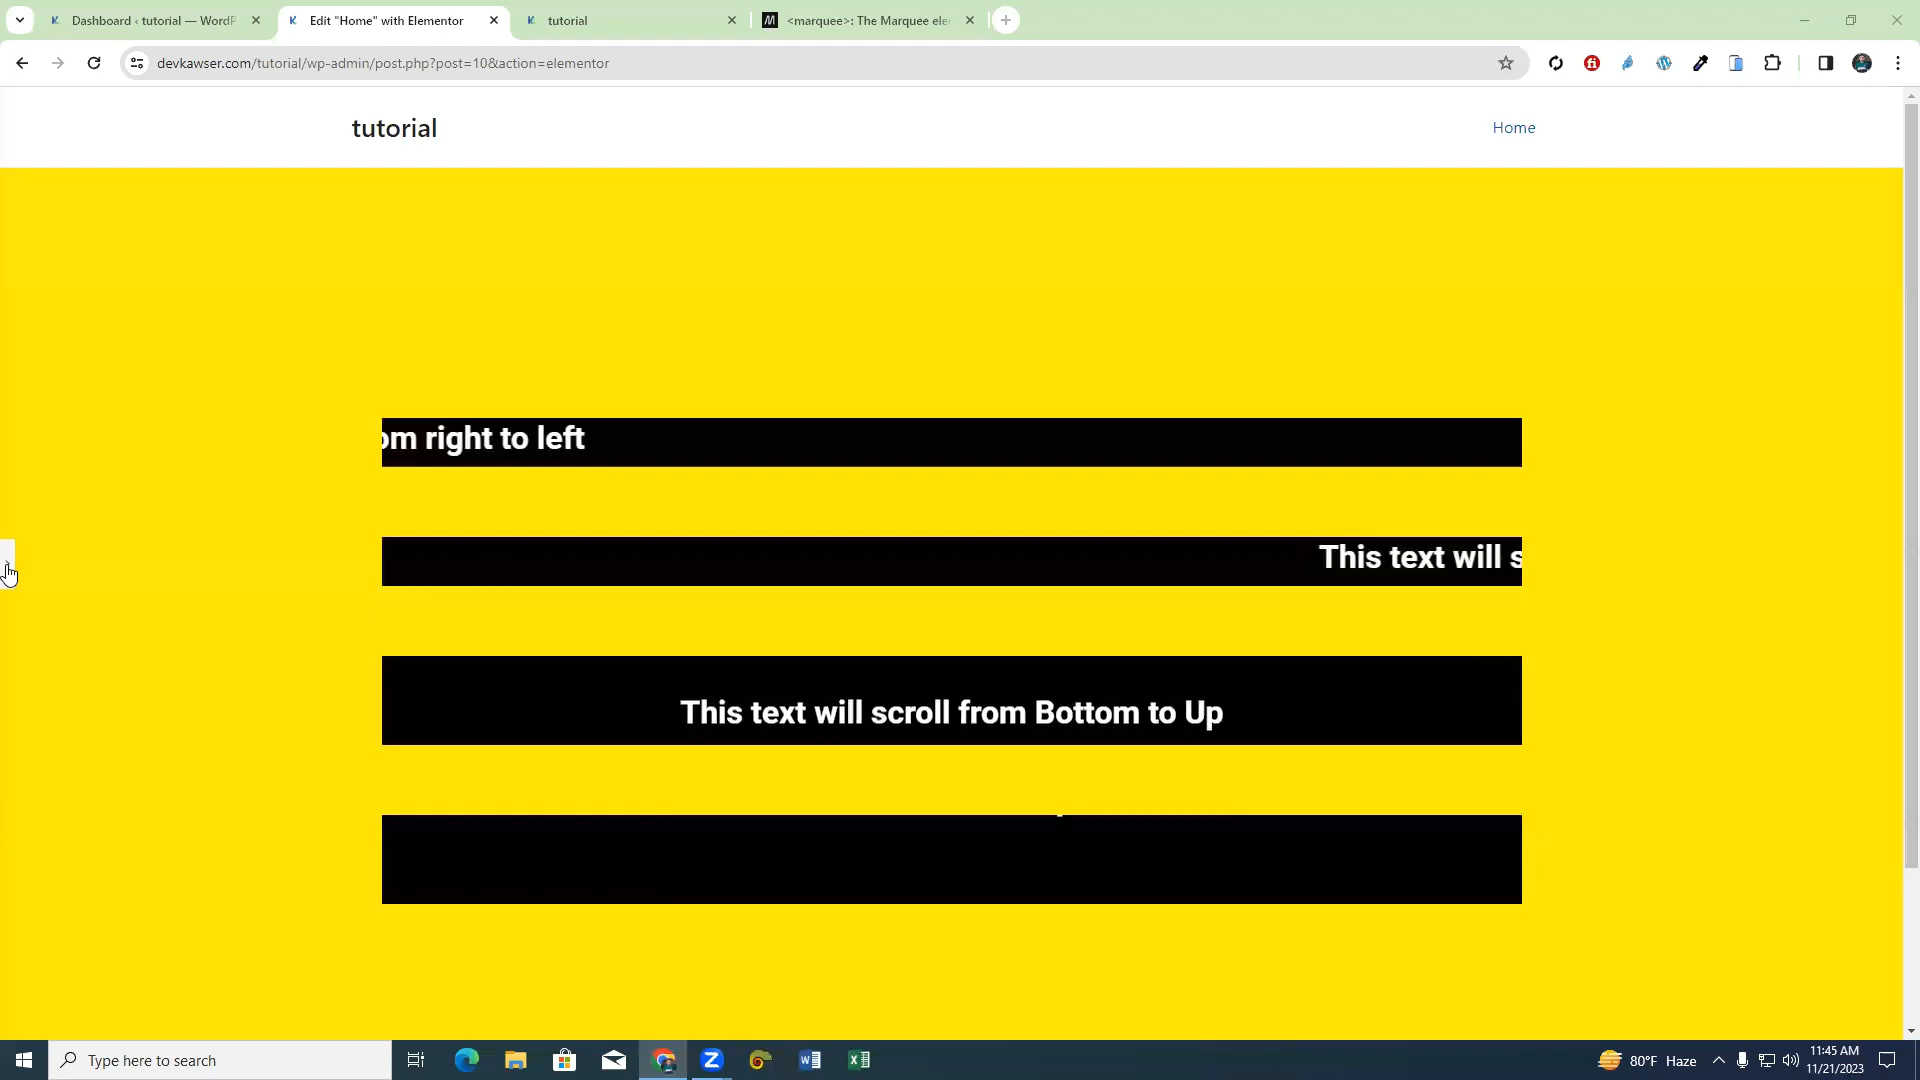 Dashboard ‹ tutorial — WordP
Edit "Home" with Elementor
tutorial
<marquee>: The Marquee ele
devkawser.com/tutorial/wp-admin/post.php?post=10&action=elementor
tutorial
Home
om right to left
This text will s
This text will scroll from Bottom to Up
Type here to search
80°F Haze
11:45 AM
11/21/2023